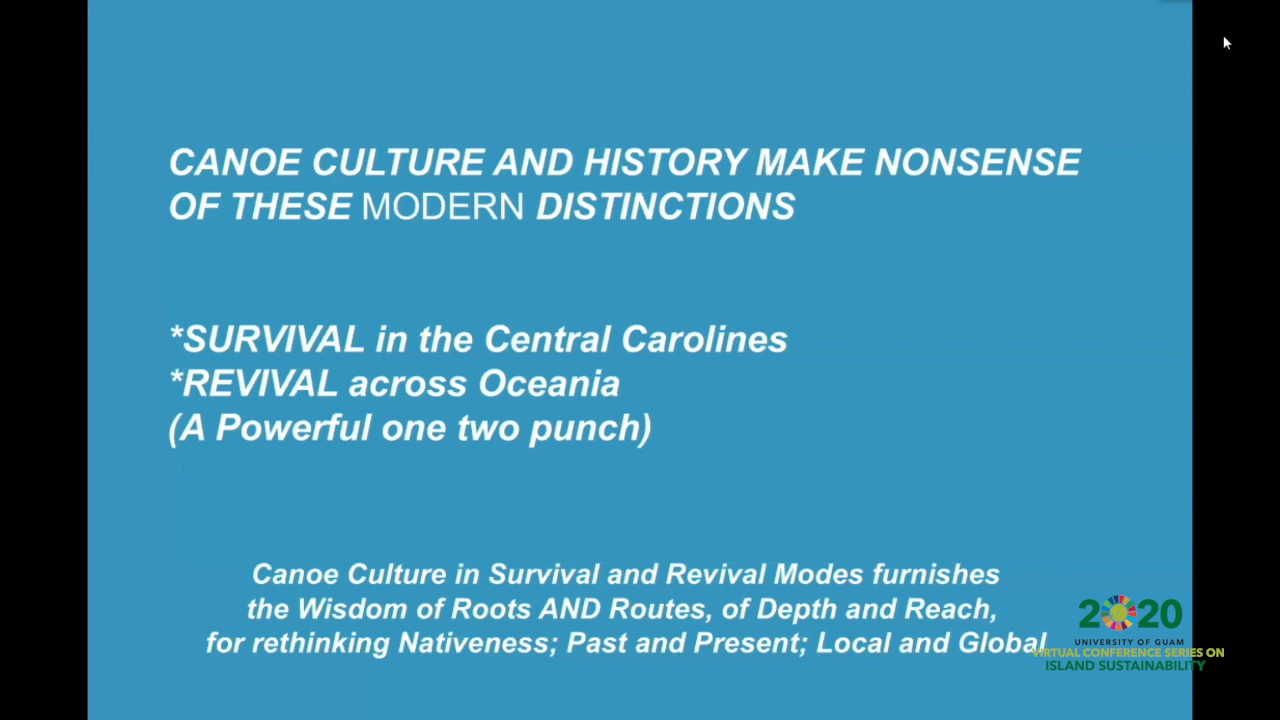 CANOE CULTURE AND HISTORY MAKE NONSENSE
OF THESE MODERN DISTINCTIONS
*SURVIVAL in the Central Carolines
*REVIVAL across Oceania
(A Powerful one two punch)
Canoe Culture in Survival and Revival Modes furnishes
the Wisdom of Roots AND Routes, of Depth and Reach,
for rethinking Nativeness; Past and Present; Local and Global
2020
UNIVERSITY OF GUAM
VIRTUAL CONFERENCE SERIES ON
ISLAND SUSTAINABILITY